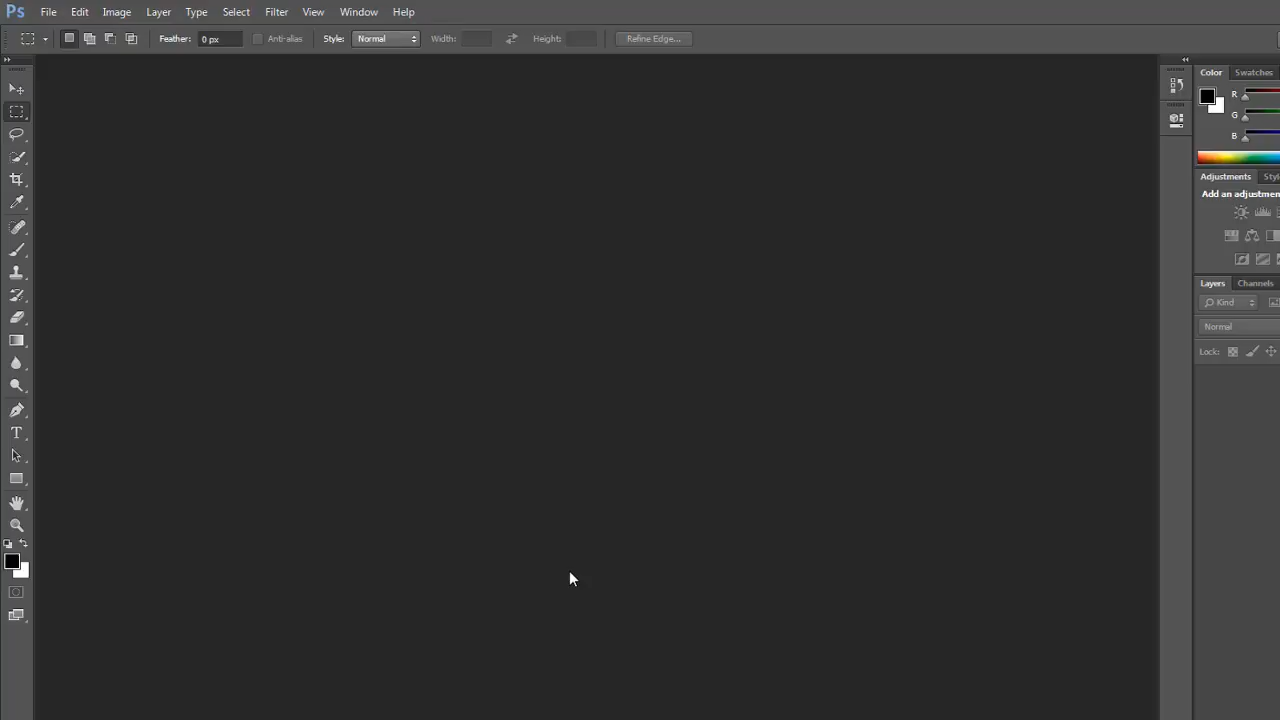 Ps File Edit Image Layer Type Select Filter View Window Help
Feather: 0 px Anti-alias Style: Normal Width: Height: Refine Edge...
Color Swatches
R
G
B
Adjustments Styl
Add an adjustmen
Layers Channels
Kind
Normal
Lock:
T